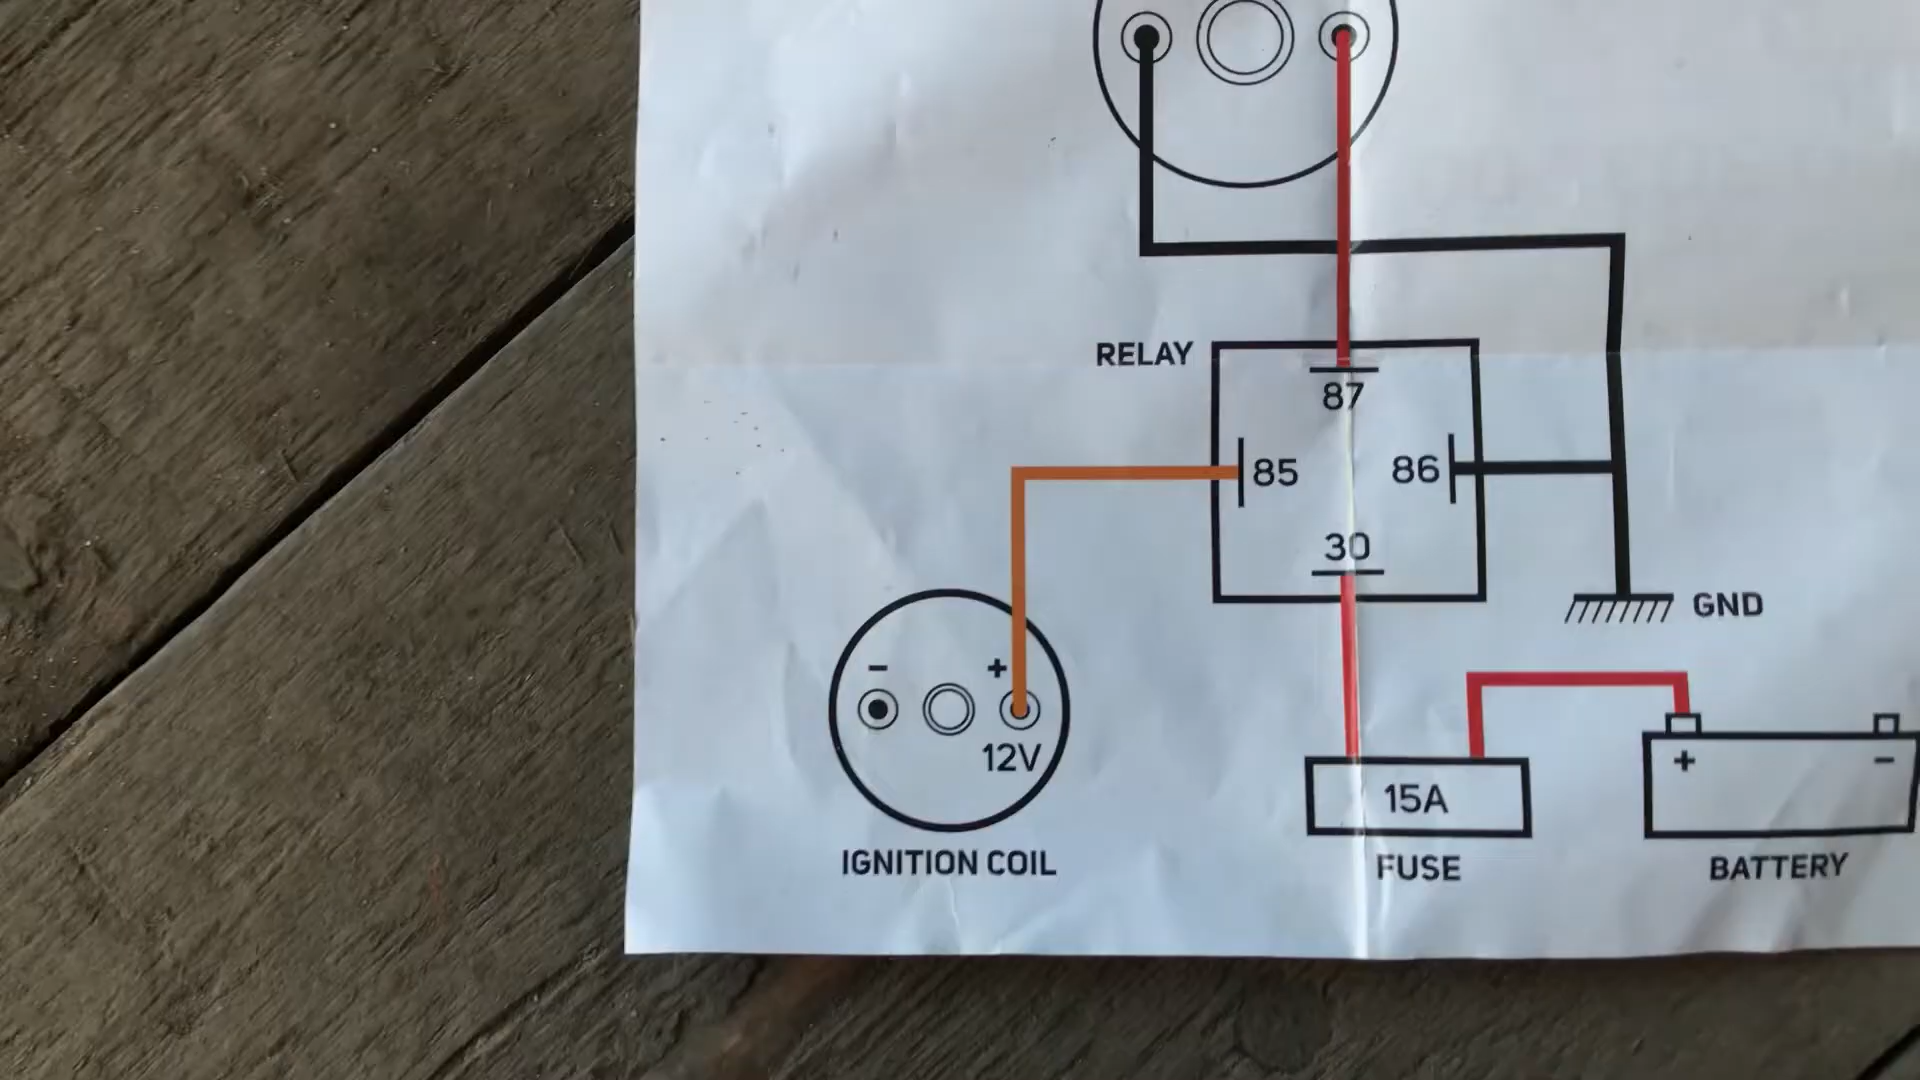 RELAY
87
85
86
30
GND
- +
12V
15A
+ -
IGNITION COIL
FUSE
BATTERY